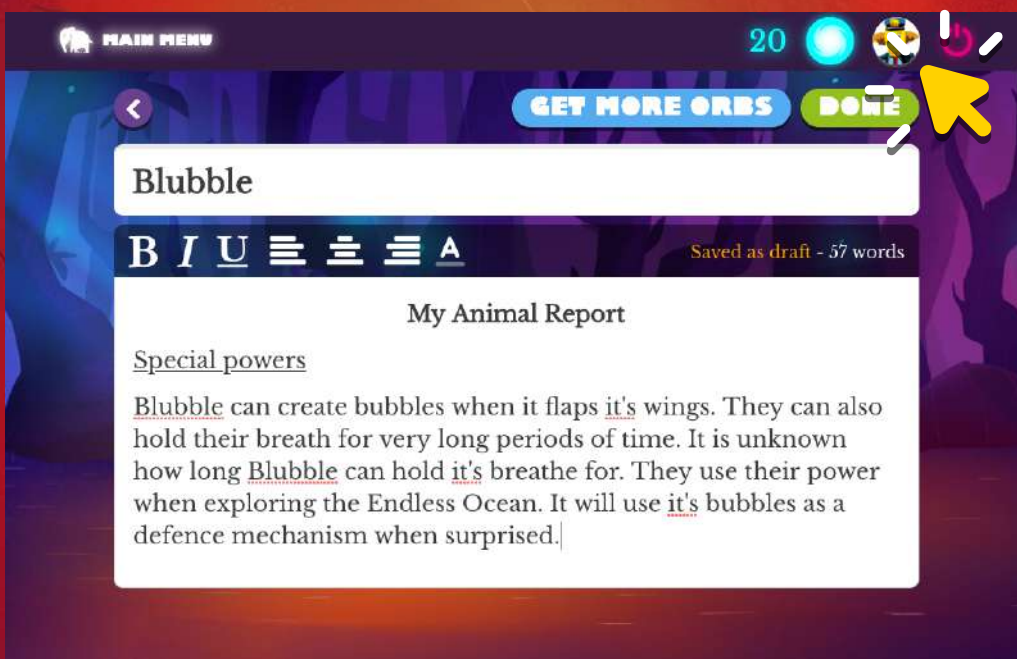 MAIN MENU
20
GET MORE ORBS
DONE
Blubble
B I U A
Saved as draft - 57 words
My Animal Report
Special powers
Blubble can create bubbles when it flaps it's wings. They can also
hold their breath for very long periods of time. It is unknown
how long Blubble can hold it's breathe for. They use their power
when exploring the Endless Ocean. It will use it's bubbles as a
defence mechanism when surprised.